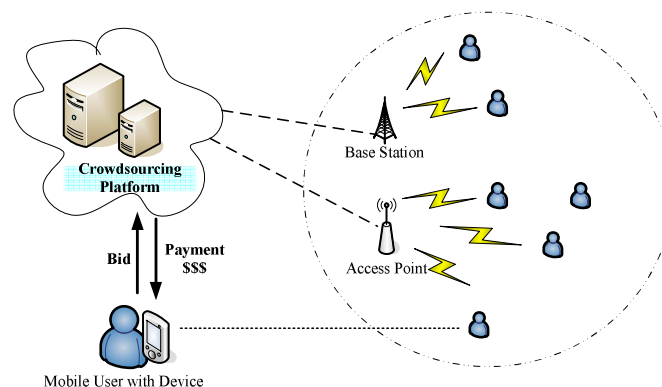 Crowdsourcing
Platform
Base Station
Access Point
Bid
Payment
$$$
Mobile User with Device